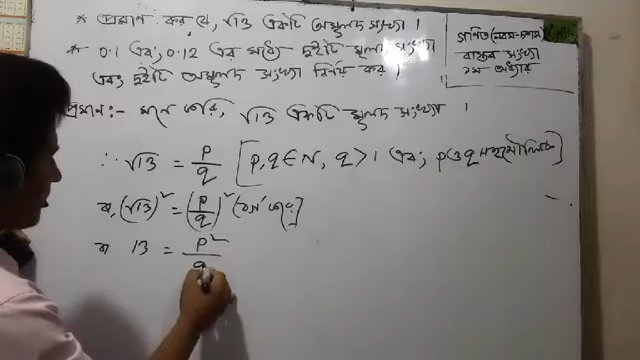 * প্রমাণ কর যে, √13 একটি অমূলদ সংখ্যা ।
* 0.1 এবং 0.12 এর মধ্যে দুইটি মূলদ সংখ্যা
এবং দুইটি অমূলদ সংখ্যা নির্ণয় কর ।
গণিত
বাস্তব সংখ্যা
১ম অধ্যায়
প্রমাণ:- মনে করি, √13 একটি মূলদ সংখ্যা ।
∴ √13 = p/q [p, q ∈ N, q > 1 এবং p ও q সহমৌলিক]
বা, (√13)² = (p/q)² [বর্গ করে]
বা 13 = p²/q